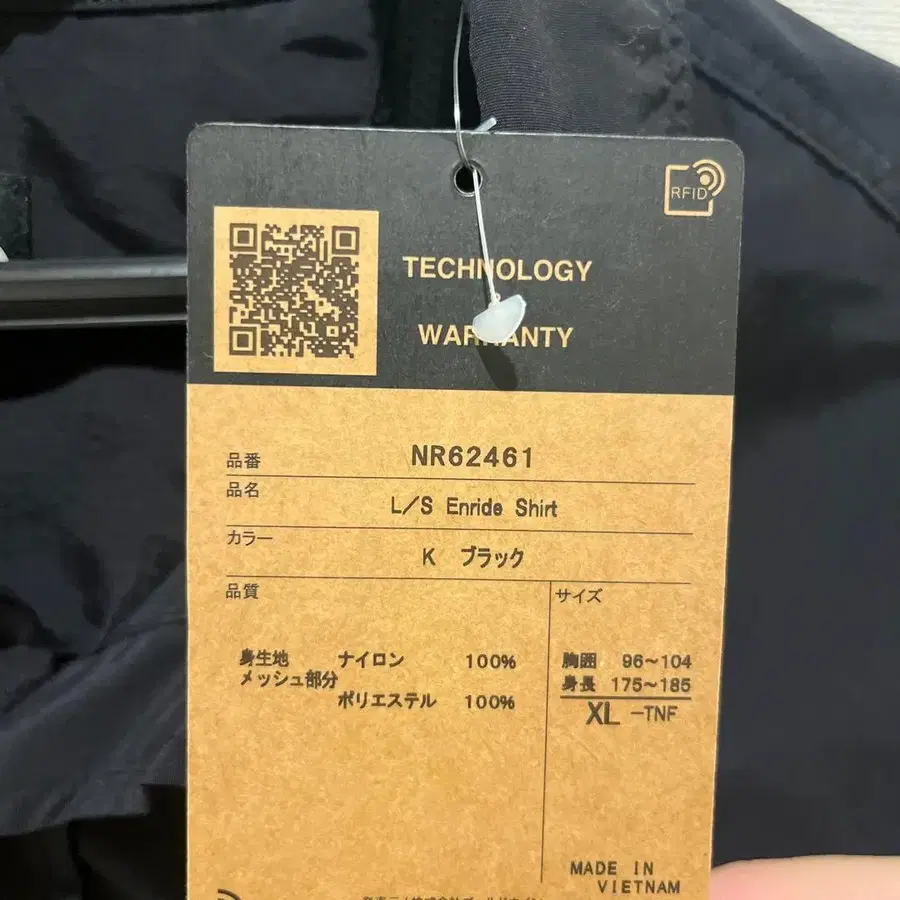 RFID
TECHNOLOGY
WARRANTY
品番 NR62461
品名
L/S Enride Shirt
カラー
K ブラック
品質 サイズ
身生地 ナイロン 100%
メッシュ部分
ポリエステル 100%
胸囲 96~104
身長 175~185
XL -TNF
MADE IN
VIETNAM